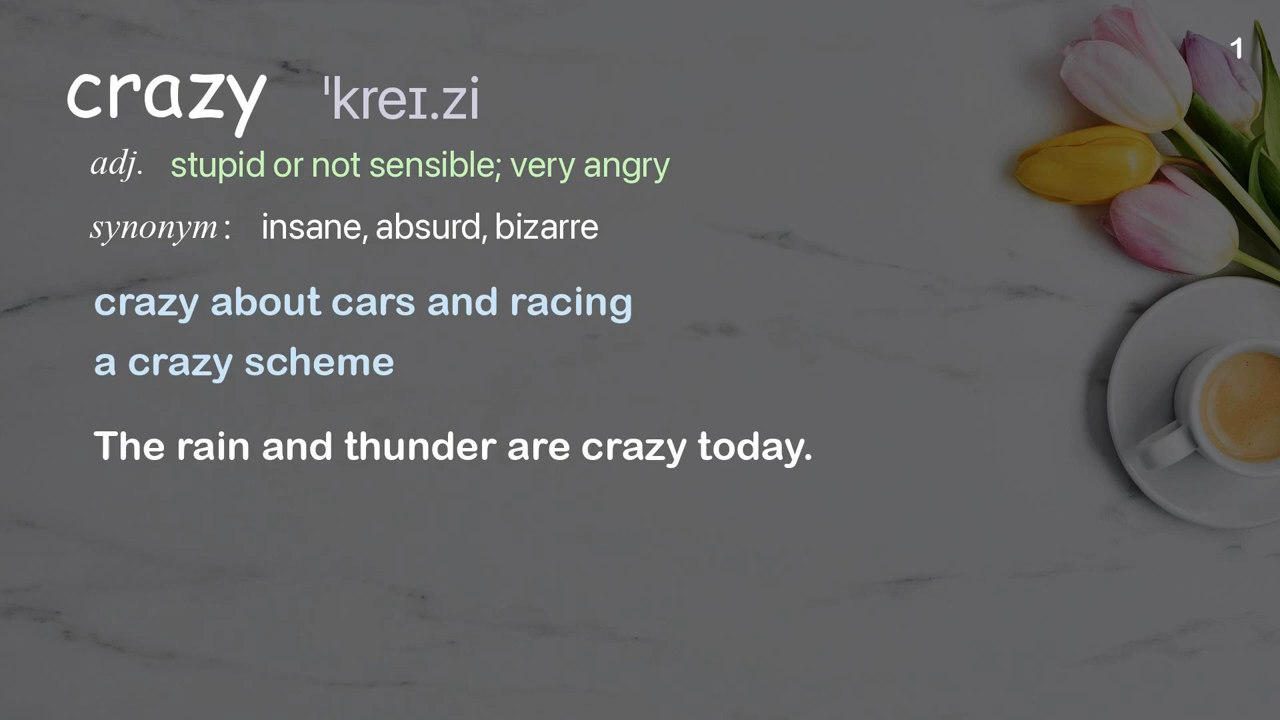 1
crazy ˈkreɪ.zi
adj. stupid or not sensible; very angry
synonym: insane, absurd, bizarre
crazy about cars and racing
a crazy scheme
The rain and thunder are crazy today.